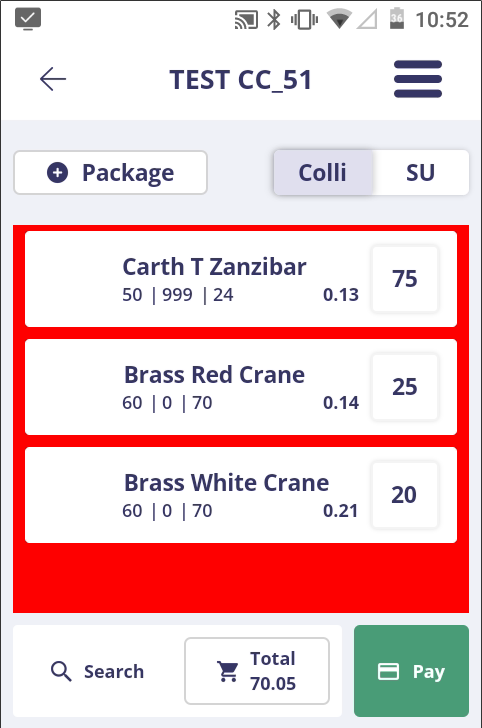 36 10:52
TEST CC_51
Package Colli SU
Carth T Zanzibar
50 | 999 | 24 0.13 75
Brass Red Crane
60 | 0 | 70 0.14 25
Brass White Crane
60 | 0 | 70 0.21 20
Search Total Pay
70.05